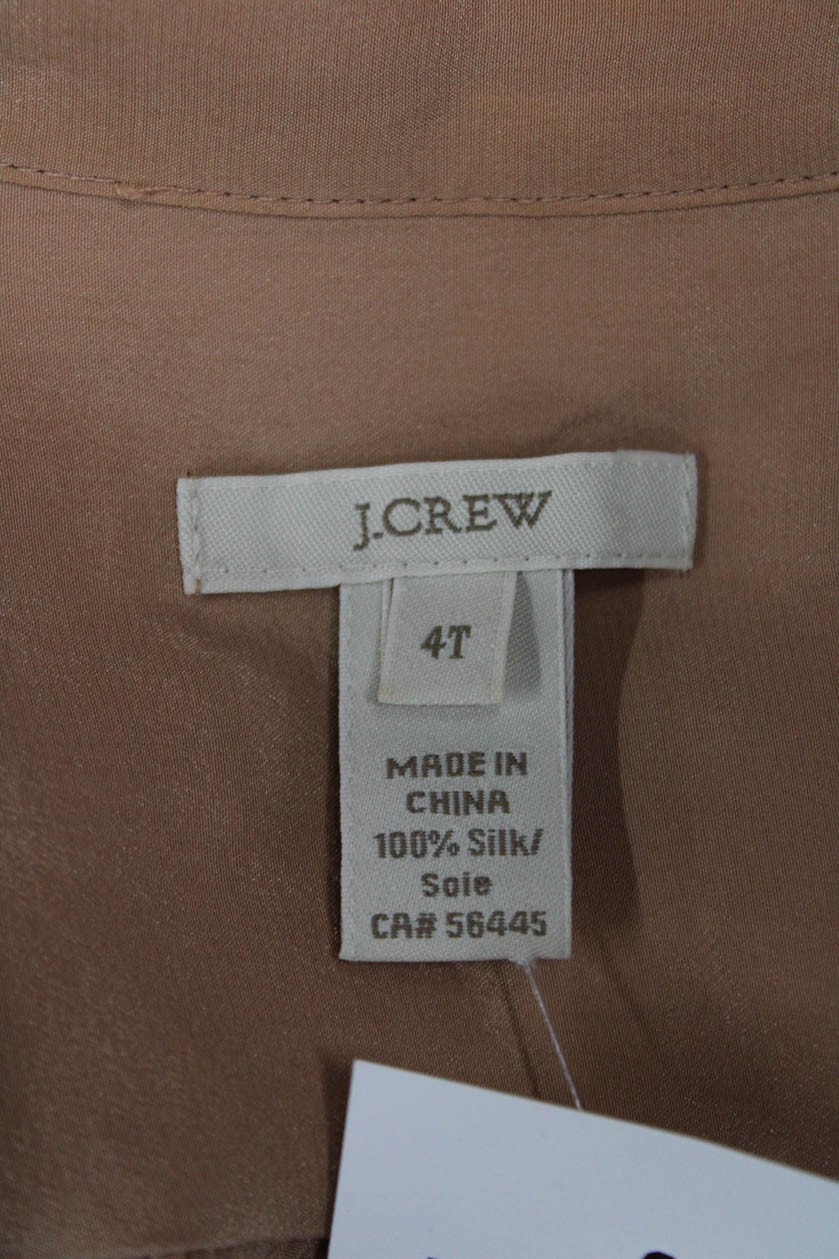 J.CREW
4T
MADE IN
CHINA
100% Silk/
Soie
CA# 56445